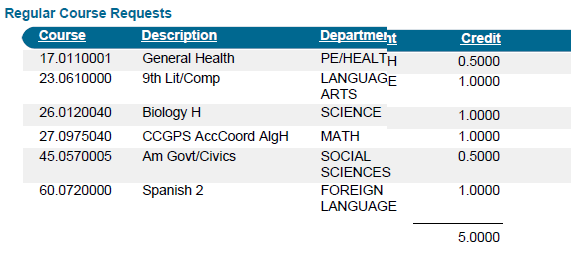 Regular Course Requests
Course Description Department Credit
17.0110001 General Health PE/HEALTH 0.5000
23.0610000 9th Lit/Comp LANGUAGE 1.0000
ARTS
26.0120040 Biology H SCIENCE 1.0000
27.0975040 CCGPS AccCoord AlgH MATH 1.0000
45.0570005 Am Govt/Civics SOCIAL 0.5000
SCIENCES
60.0720000 Spanish 2 FOREIGN 1.0000
LANGUAGE
5.0000